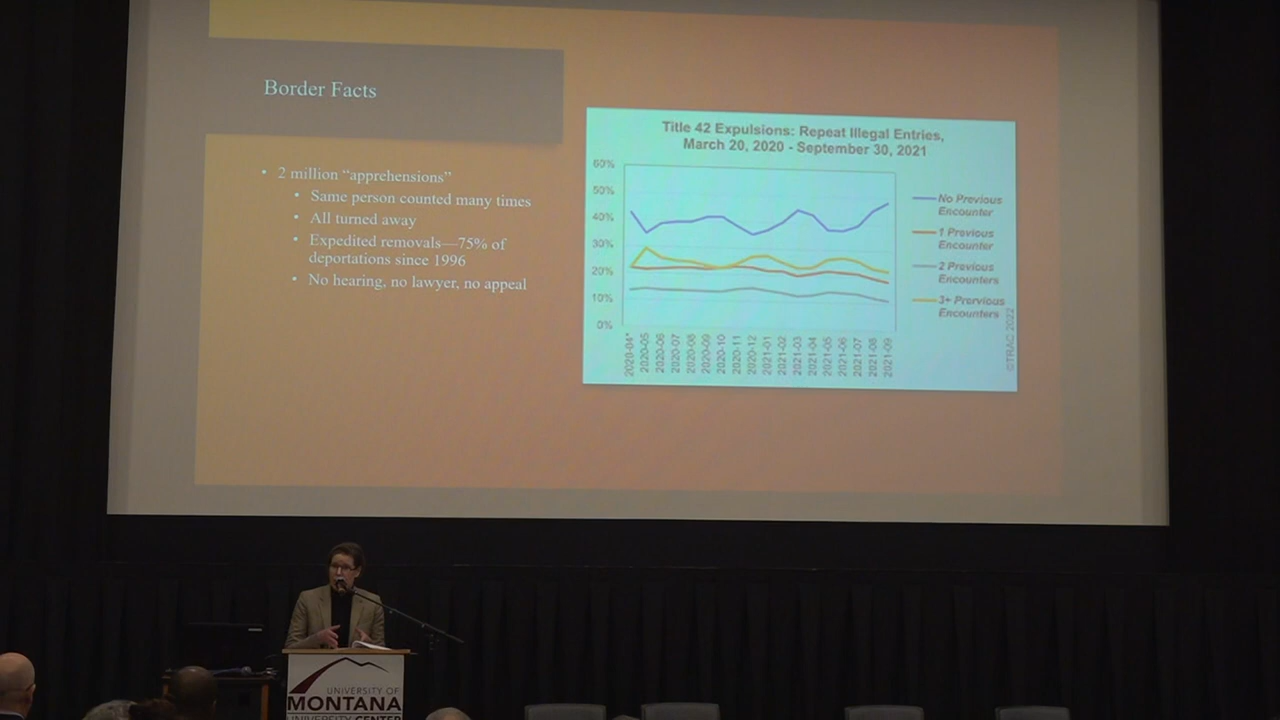 Border Facts
• 2 million “apprehensions”
• Same person counted many times
• All turned away
• Expedited removals—75% of
deportations since 1996
• No hearing, no lawyer, no appeal
Title 42 Expulsions: Repeat Illegal Entries,
March 20, 2020 - September 30, 2021
60%
50%
40%
30%
20%
10%
0%
2020-04*
2020-05
2020-06
2020-07
2020-08
2020-09
2020-10
2020-11
2020-12
2021-01
2021-02
2021-03
2021-04
2021-05
2021-06
2021-07
2021-08
2021-09
No Previous
Encounter
1 Previous
Encounter
2 Previous
Encounters
3+ Prervious
Encounters
©TRAC 2022
UNIVERSITY OF
MONTANA
UNIVERSITY CENTER